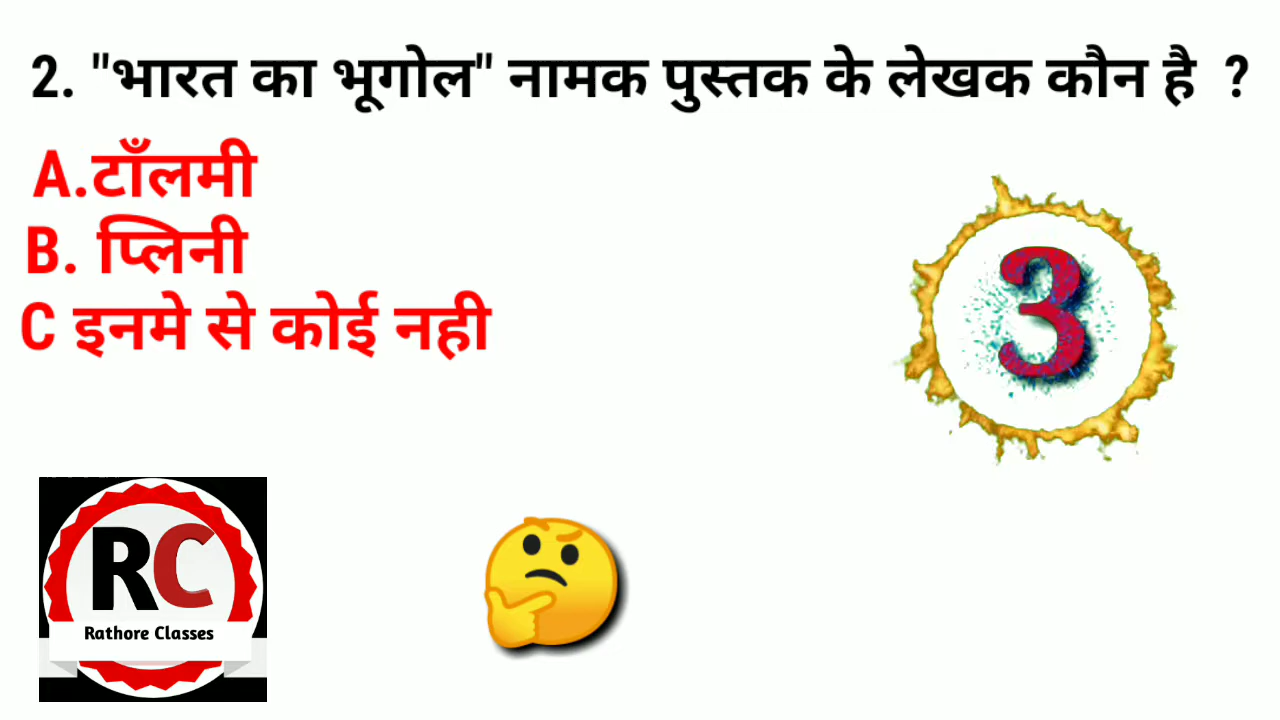 2. "भारत का भूगोल" नामक पुस्तक के लेखक कौन है ?
A.टाँलमी
B. प्लिनी
C इनमे से कोई नही
3
RC
Rathore Classes